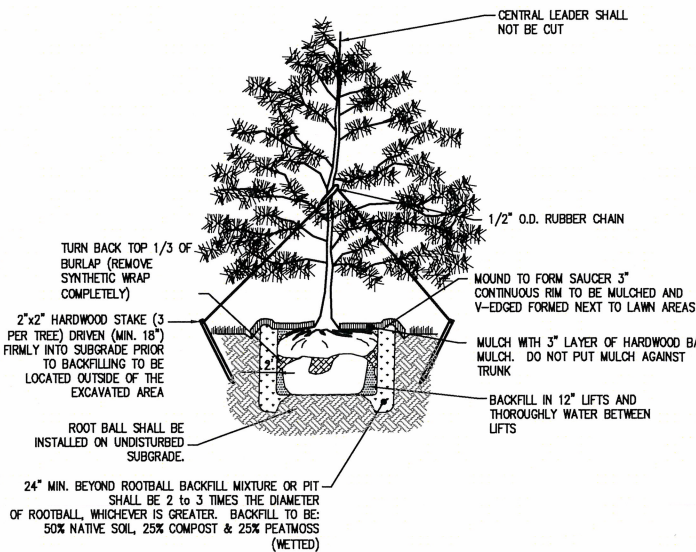 CENTRAL LEADER SHALL
NOT BE CUT
1/2" O.D. RUBBER CHAIN
TURN BACK TOP 1/3 OF
BURLAP (REMOVE
SYNTHETIC WRAP
COMPLETELY)
MOUND TO FORM SAUCER 3"
CONTINUOUS RIM TO BE MULCHED AND
V-EDGED FORMED NEXT TO LAWN AREAS
2"x2" HARDWOOD STAKE (3
PER TREE) DRIVEN (MIN. 18")
FIRMLY INTO SUBGRADE PRIOR
TO BACKFILLING TO BE
LOCATED OUTSIDE OF THE
EXCAVATED AREA
2'
MULCH WITH 3" LAYER OF HARDWOOD BA
MULCH. DO NOT PUT MULCH AGAINST
TRUNK
BACKFILL IN 12" LIFTS AND
THOROUGHLY WATER BETWEEN
LIFTS
ROOT BALL SHALL BE
INSTALLED ON UNDISTURBED
SUBGRADE.
24" MIN. BEYOND ROOTBALL BACKFILL MIXTURE OR PIT
SHALL BE 2 to 3 TIMES THE DIAMETER
OF ROOTBALL, WHICHEVER IS GREATER. BACKFILL TO BE:
50% NATIVE SOIL, 25% COMPOST & 25% PEATMOSS
(WETTED)